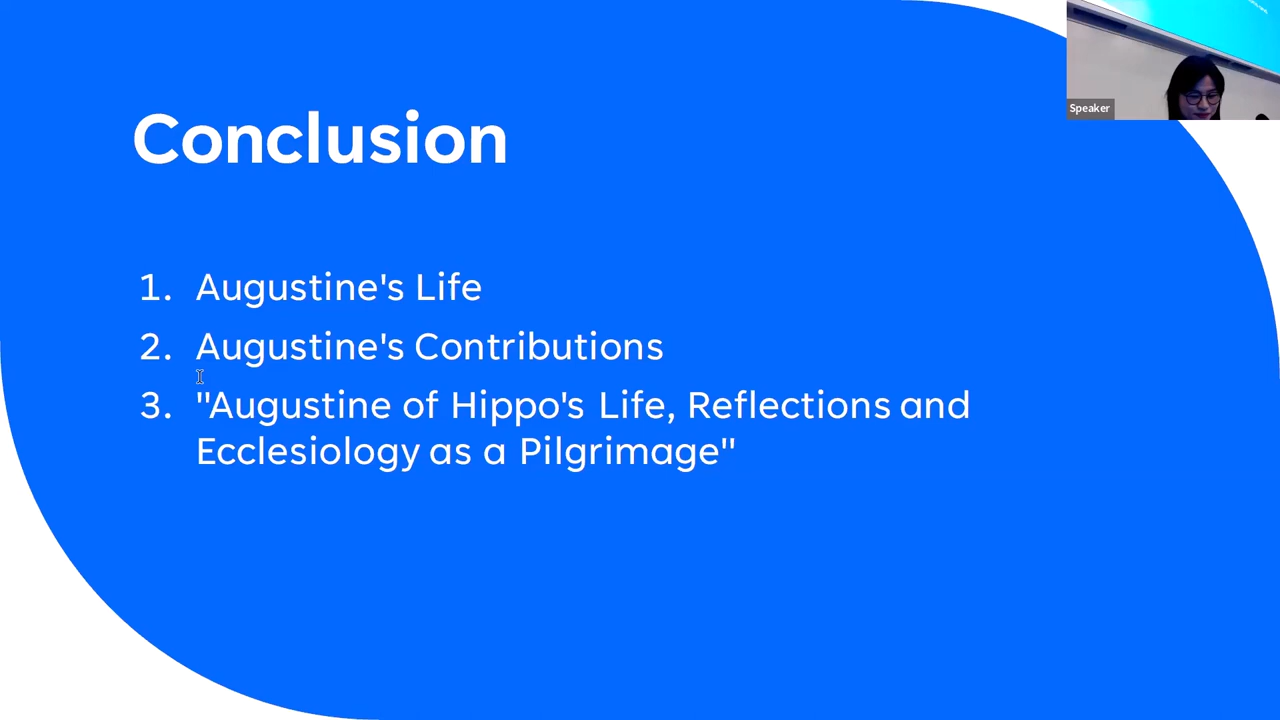 Speaker
Conclusion
1. Augustine's Life
2. Augustine's Contributions
3. "Augustine of Hippo's Life, Reflections and
Ecclesiology as a Pilgrimage"